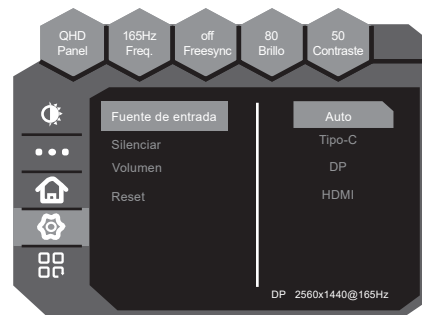 QHD
Panel
165Hz
Freq.
off
Freesync
80
Brillo
50
Contraste
Fuente de entrada
Silenciar
Volumen
Reset
Auto
Tipo-C
DP
HDMI
DP 2560x1440@165Hz